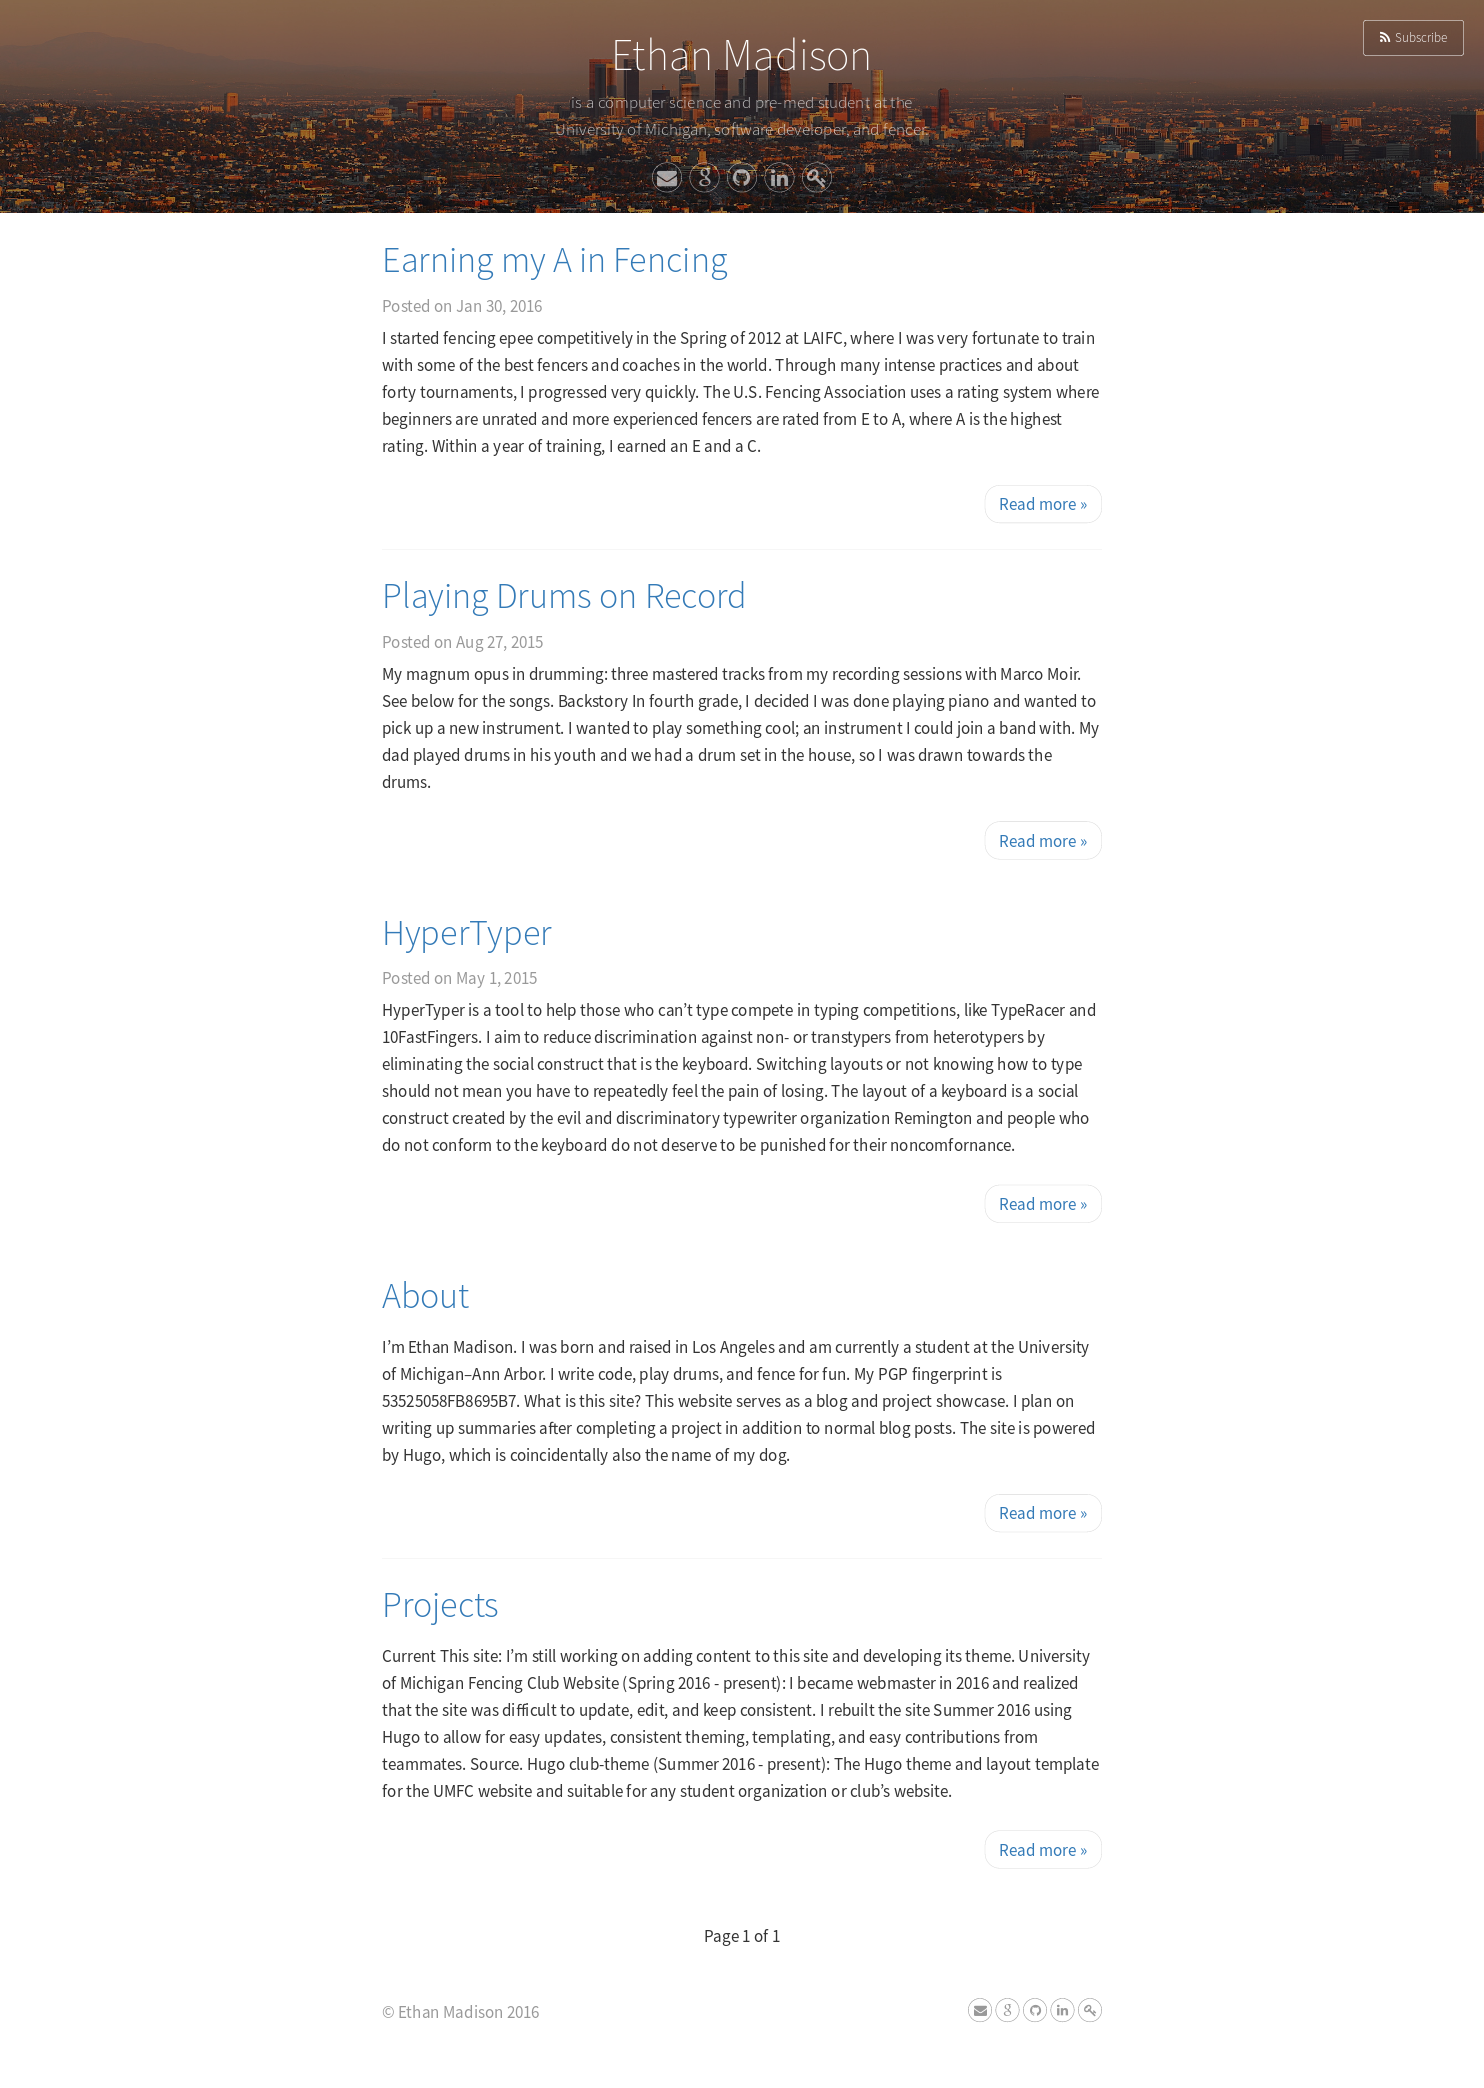 Ethan Madison
Subscribe
is a computer science and pre-med student at the
University of Michigan, software developer, and fencer.
Earning my A in Fencing
Posted on Jan 30, 2016
I started fencing epee competitively in the Spring of 2012 at LAIFC, where I was very fortunate to train
with some of the best fencers and coaches in the world. Through many intense practices and about
forty tournaments, I progressed very quickly. The U.S. Fencing Association uses a rating system where
beginners are unrated and more experienced fencers are rated from E to A, where A is the highest
rating. Within a year of training, I earned an E and a C.
Read more »
Playing Drums on Record
Posted on Aug 27, 2015
My magnum opus in drumming: three mastered tracks from my recording sessions with Marco Moir.
See below for the songs. Backstory In fourth grade, I decided I was done playing piano and wanted to
pick up a new instrument. I wanted to play something cool; an instrument I could join a band with. My
dad played drums in his youth and we had a drum set in the house, so I was drawn towards the
drums.
Read more »
HyperTyper
Posted on May 1, 2015
HyperTyper is a tool to help those who can’t type compete in typing competitions, like TypeRacer and
10FastFingers. I aim to reduce discrimination against non- or transtypers from heterotypers by
eliminating the social construct that is the keyboard. Switching layouts or not knowing how to type
should not mean you have to repeatedly feel the pain of losing. The layout of a keyboard is a social
construct created by the evil and discriminatory typewriter organization Remington and people who
do not conform to the keyboard do not deserve to be punished for their noncomfornance.
Read more »
About
I’m Ethan Madison. I was born and raised in Los Angeles and am currently a student at the University
of Michigan–Ann Arbor. I write code, play drums, and fence for fun. My PGP fingerprint is
53525058FB8695B7. What is this site? This website serves as a blog and project showcase. I plan on
writing up summaries after completing a project in addition to normal blog posts. The site is powered
by Hugo, which is coincidentally also the name of my dog.
Read more »
Projects
Current This site: I’m still working on adding content to this site and developing its theme. University
of Michigan Fencing Club Website (Spring 2016 - present): I became webmaster in 2016 and realized
that the site was difficult to update, edit, and keep consistent. I rebuilt the site Summer 2016 using
Hugo to allow for easy updates, consistent theming, templating, and easy contributions from
teammates. Source. Hugo club-theme (Summer 2016 - present): The Hugo theme and layout template
for the UMFC website and suitable for any student organization or club’s website.
Read more »
Page 1 of 1
© Ethan Madison 2016